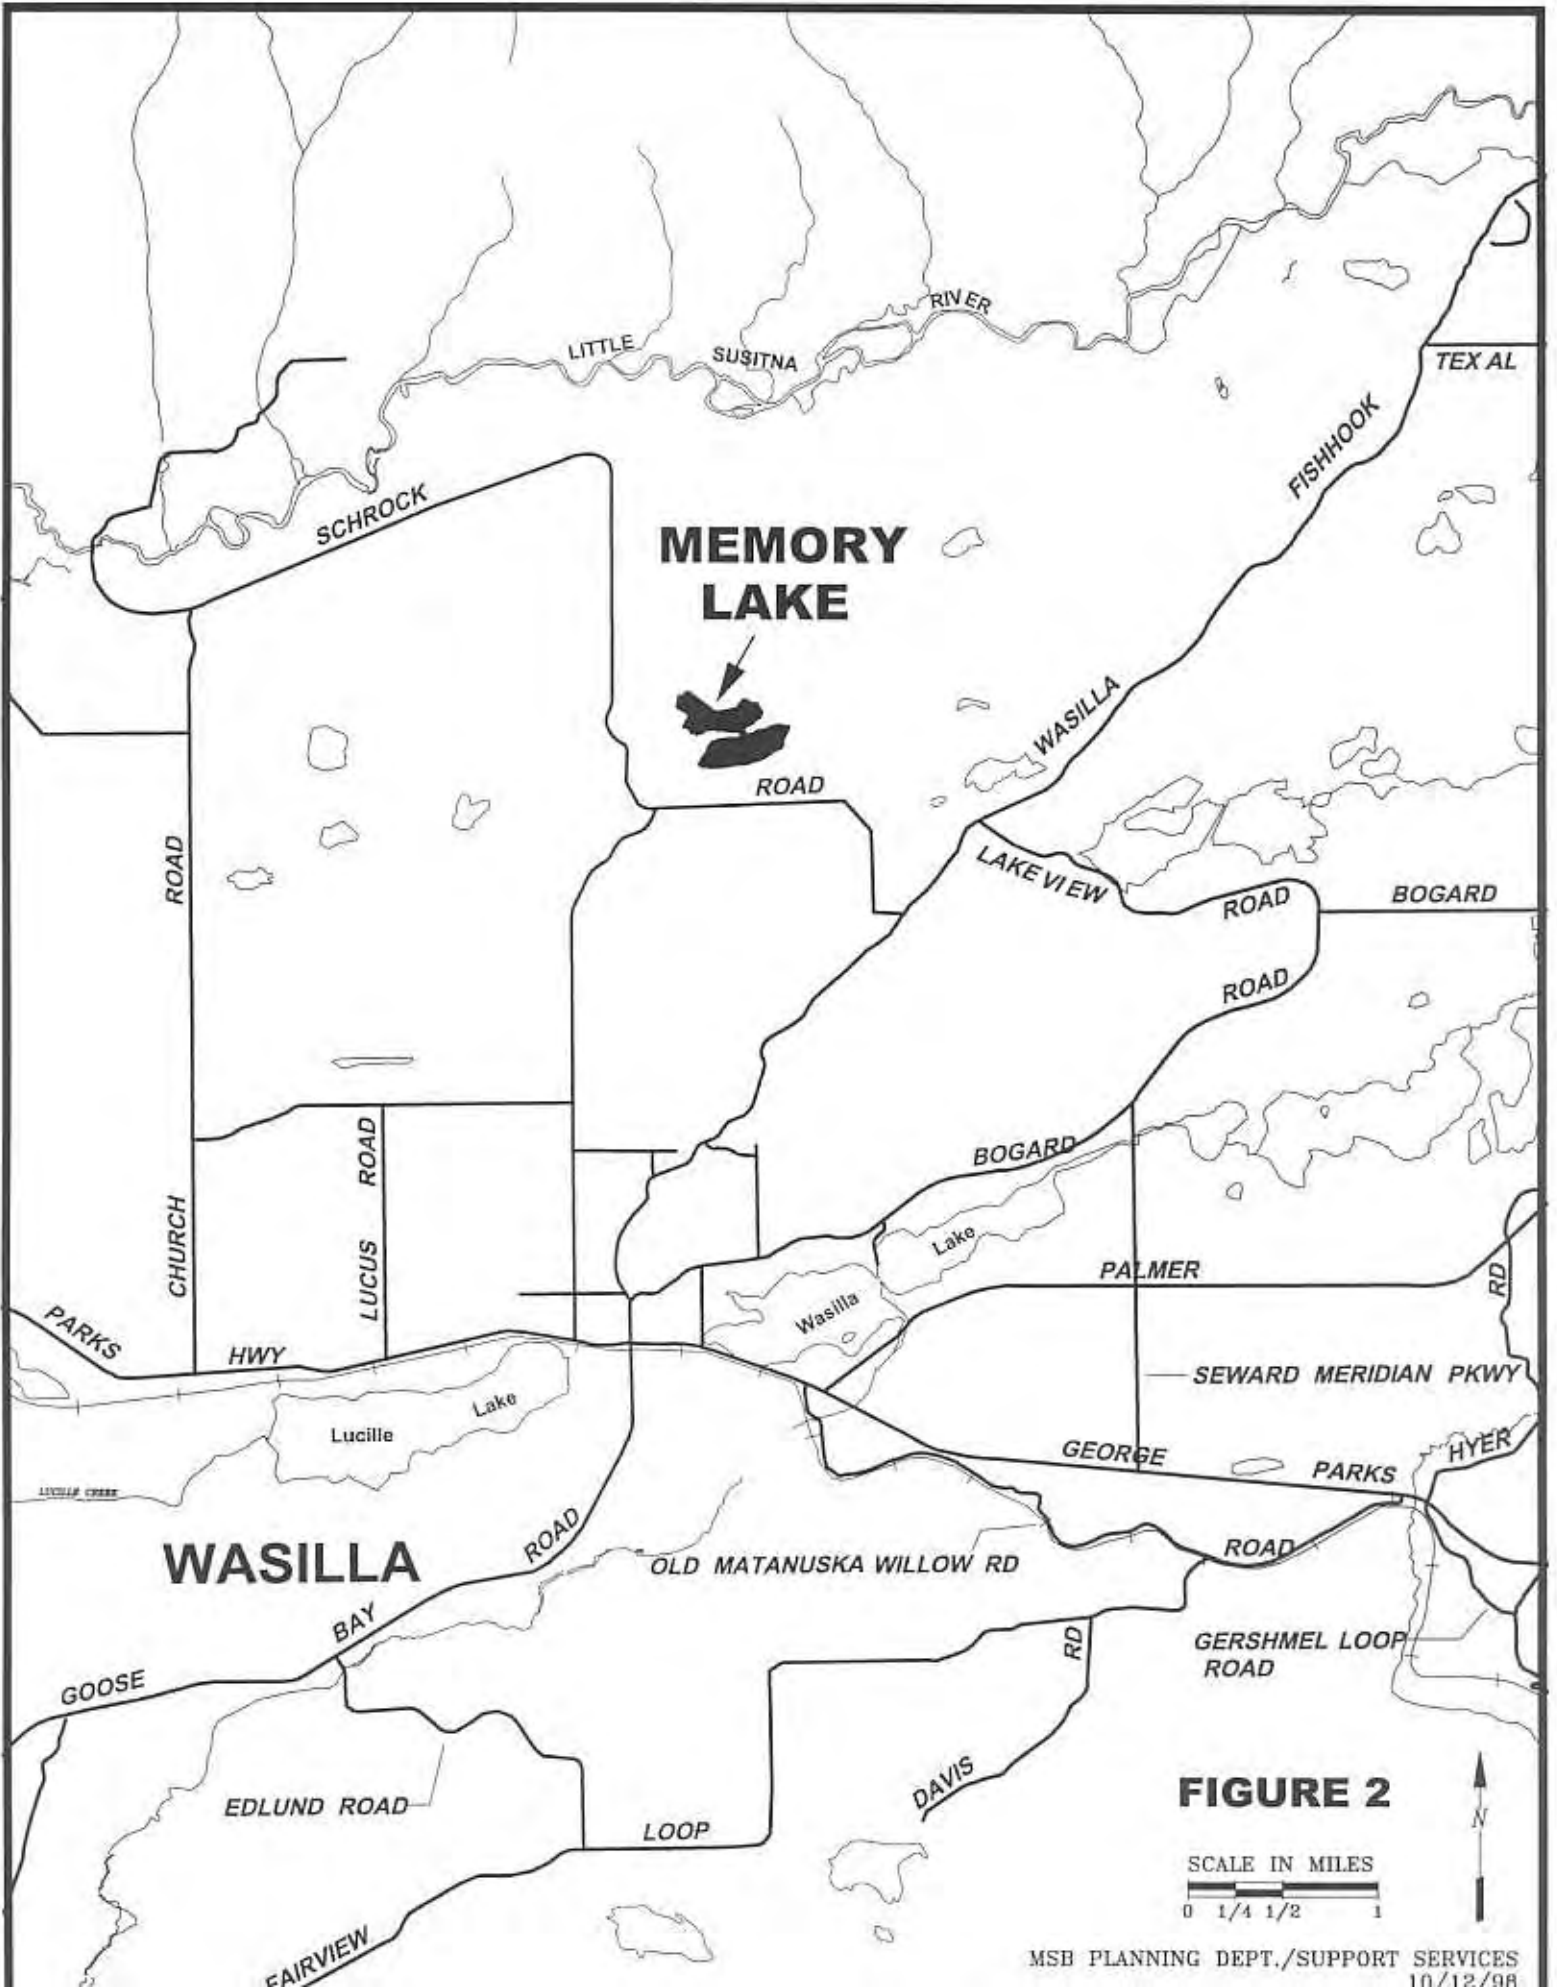 RIVER
LITTLE
SUSITNA
TEX AL
FISHHOOK
SCHROCK
MEMORY
LAKE
WASILLA
ROAD
ROAD
LAKEVIEW
ROAD
BOGARD
ROAD
ROAD
BOGARD
CHURCH
LUCUS
Lake
PALMER
RD
Wasilla
PARKS
HWY
SEWARD MERIDIAN PKWY
Lake
Lucille
GEORGE
PARKS
HYER
LUCILLE CREEK
WASILLA
ROAD
ROAD
OLD MATANUSKA WILLOW RD
BAY
RD
GERSHMEL LOOP
ROAD
GOOSE
DAVIS
FIGURE 2
EDLUND ROAD
LOOP
N
SCALE IN MILES
0 1/4 1/2 1
FAIRVIEW
MSB PLANNING DEPT./SUPPORT SERVICES
10/12/98